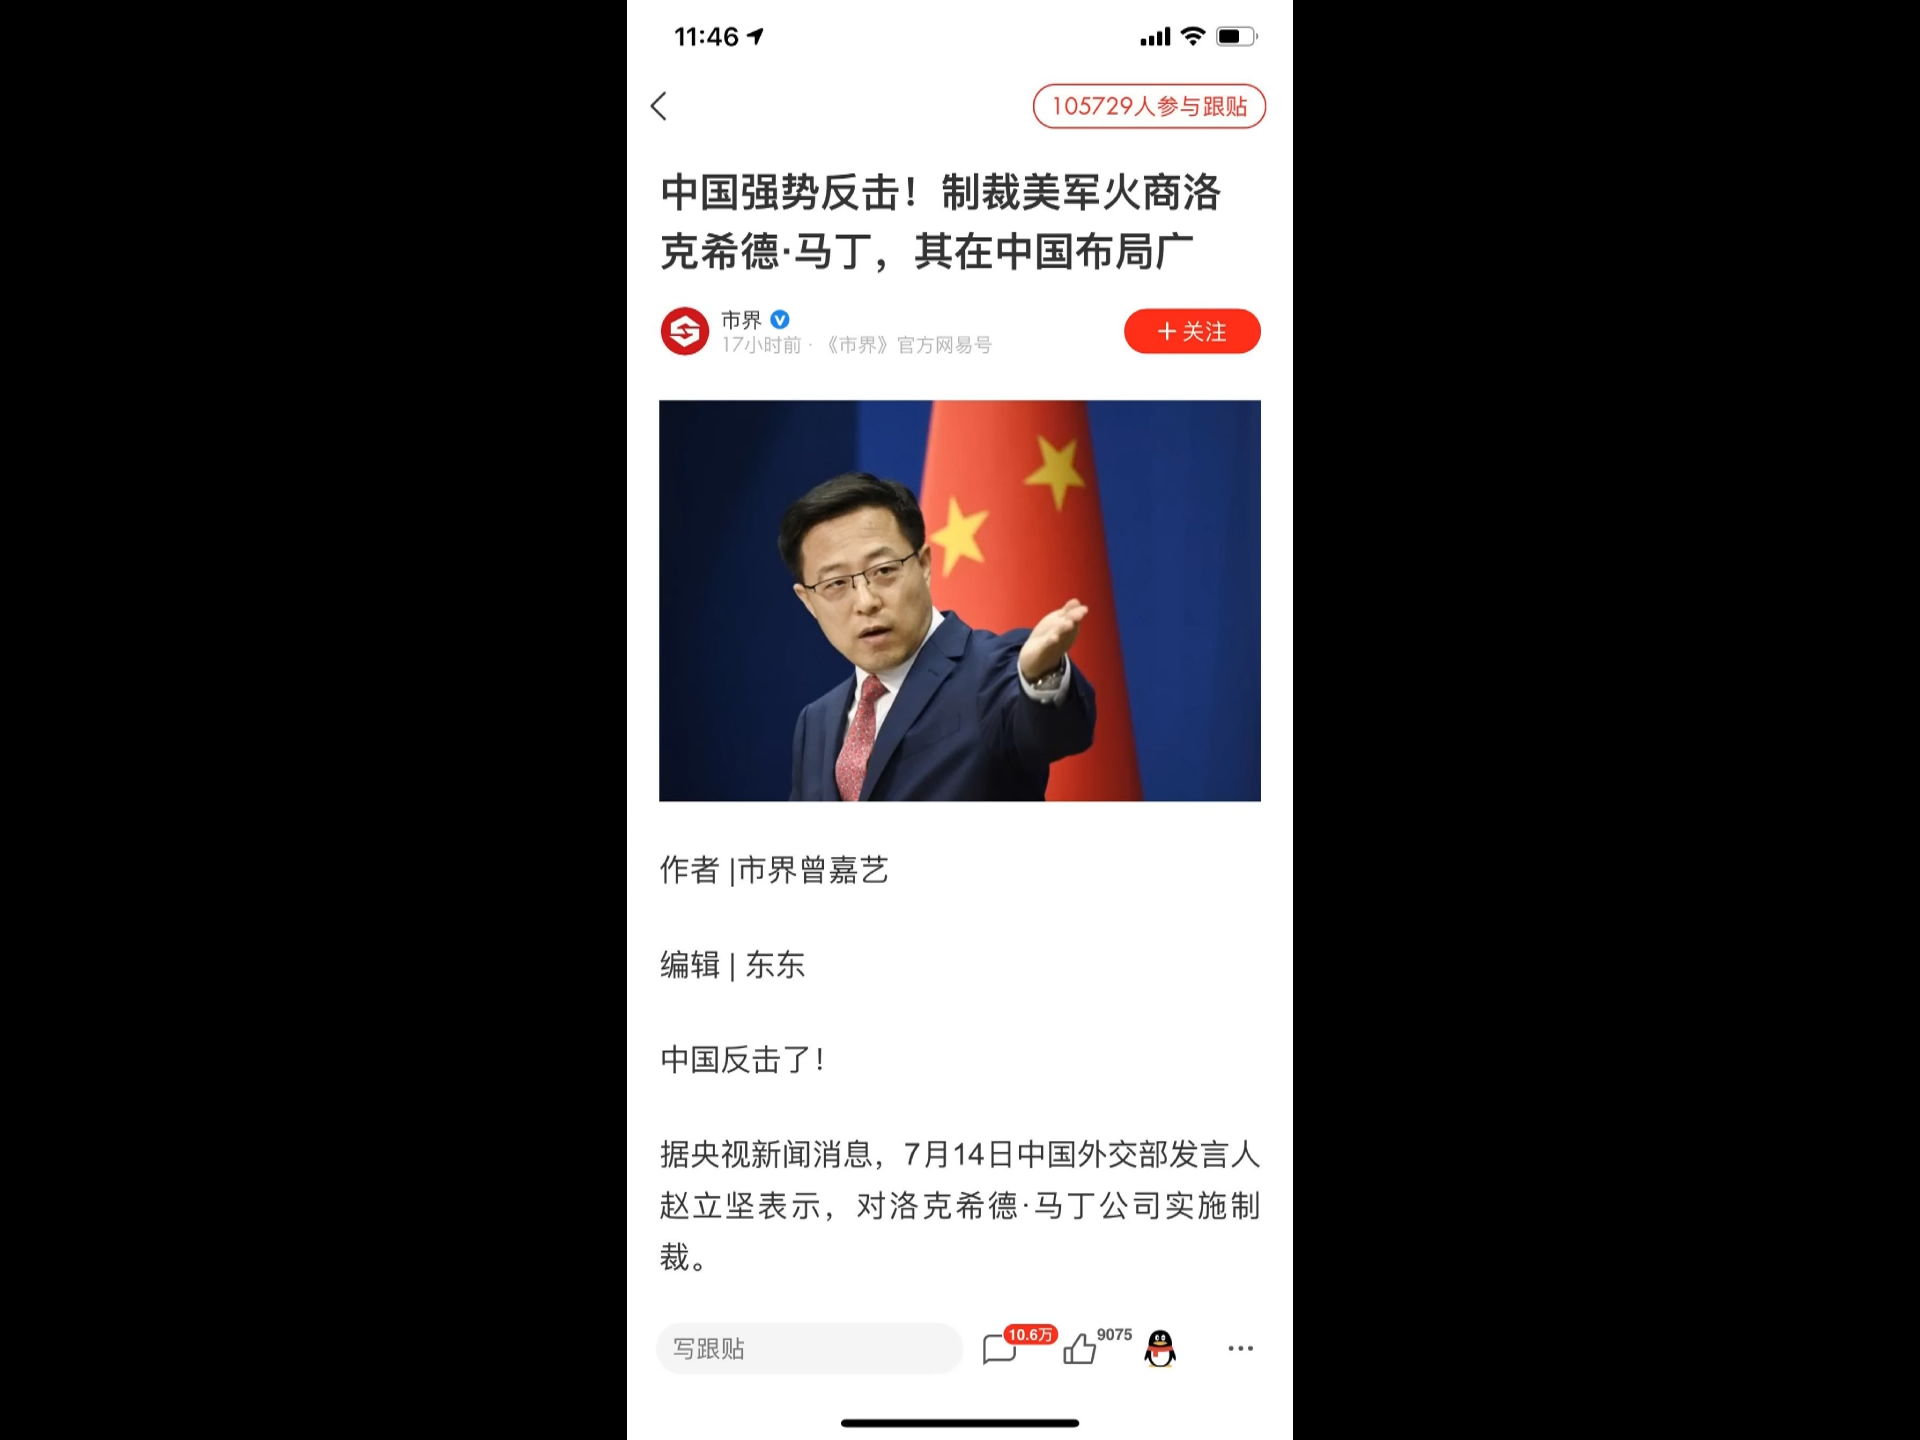 11:46
105729人参与跟贴
中国强势反击！制裁美军火商洛
克希德·马丁，其在中国布局广
市界
17小时前·《市界》官方网易号
+关注
作者 |市界曾嘉艺
编辑 | 东东
中国反击了！
据央视新闻消息，7月14日中国外交部发言人
赵立坚表示，对洛克希德·马丁公司实施制
裁。
写跟贴
10.6万
9075